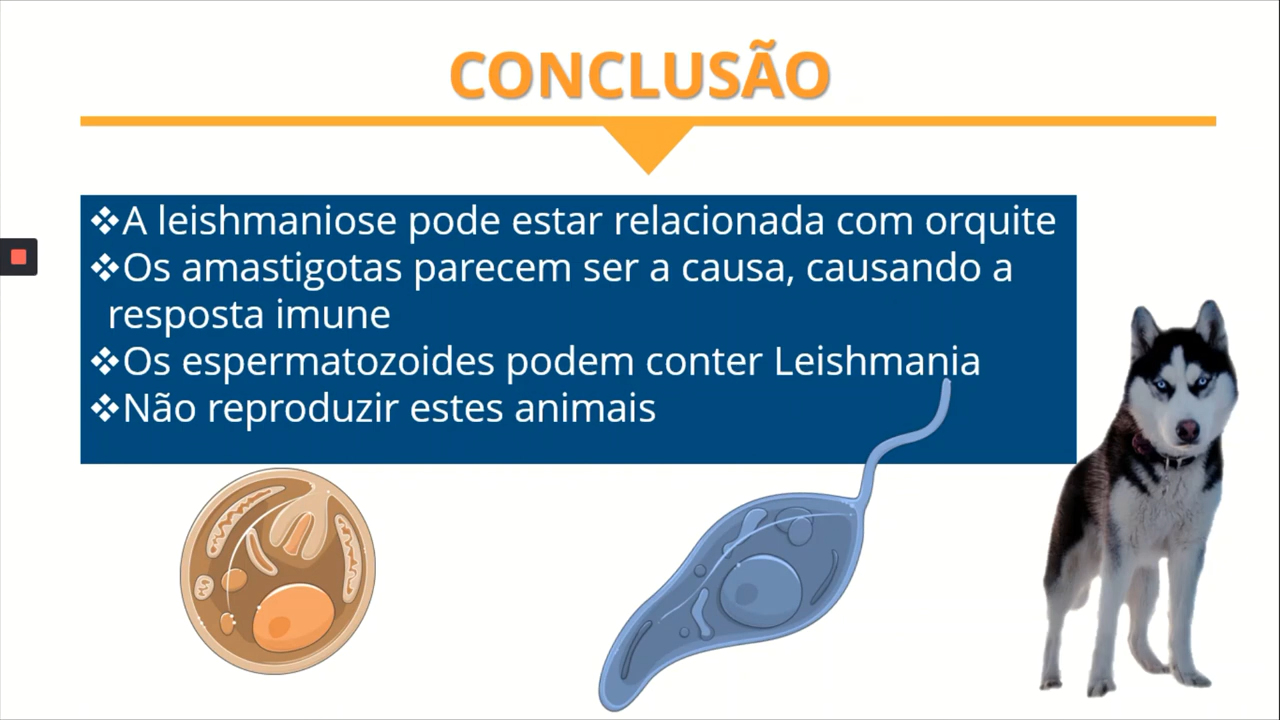 CONCLUSÃO
❖A leishmaniose pode estar relacionada com orquite
❖Os amastigotas parecem ser a causa, causando a
resposta imune
❖Os espermatozoides podem conter Leishmania
❖Não reproduzir estes animais